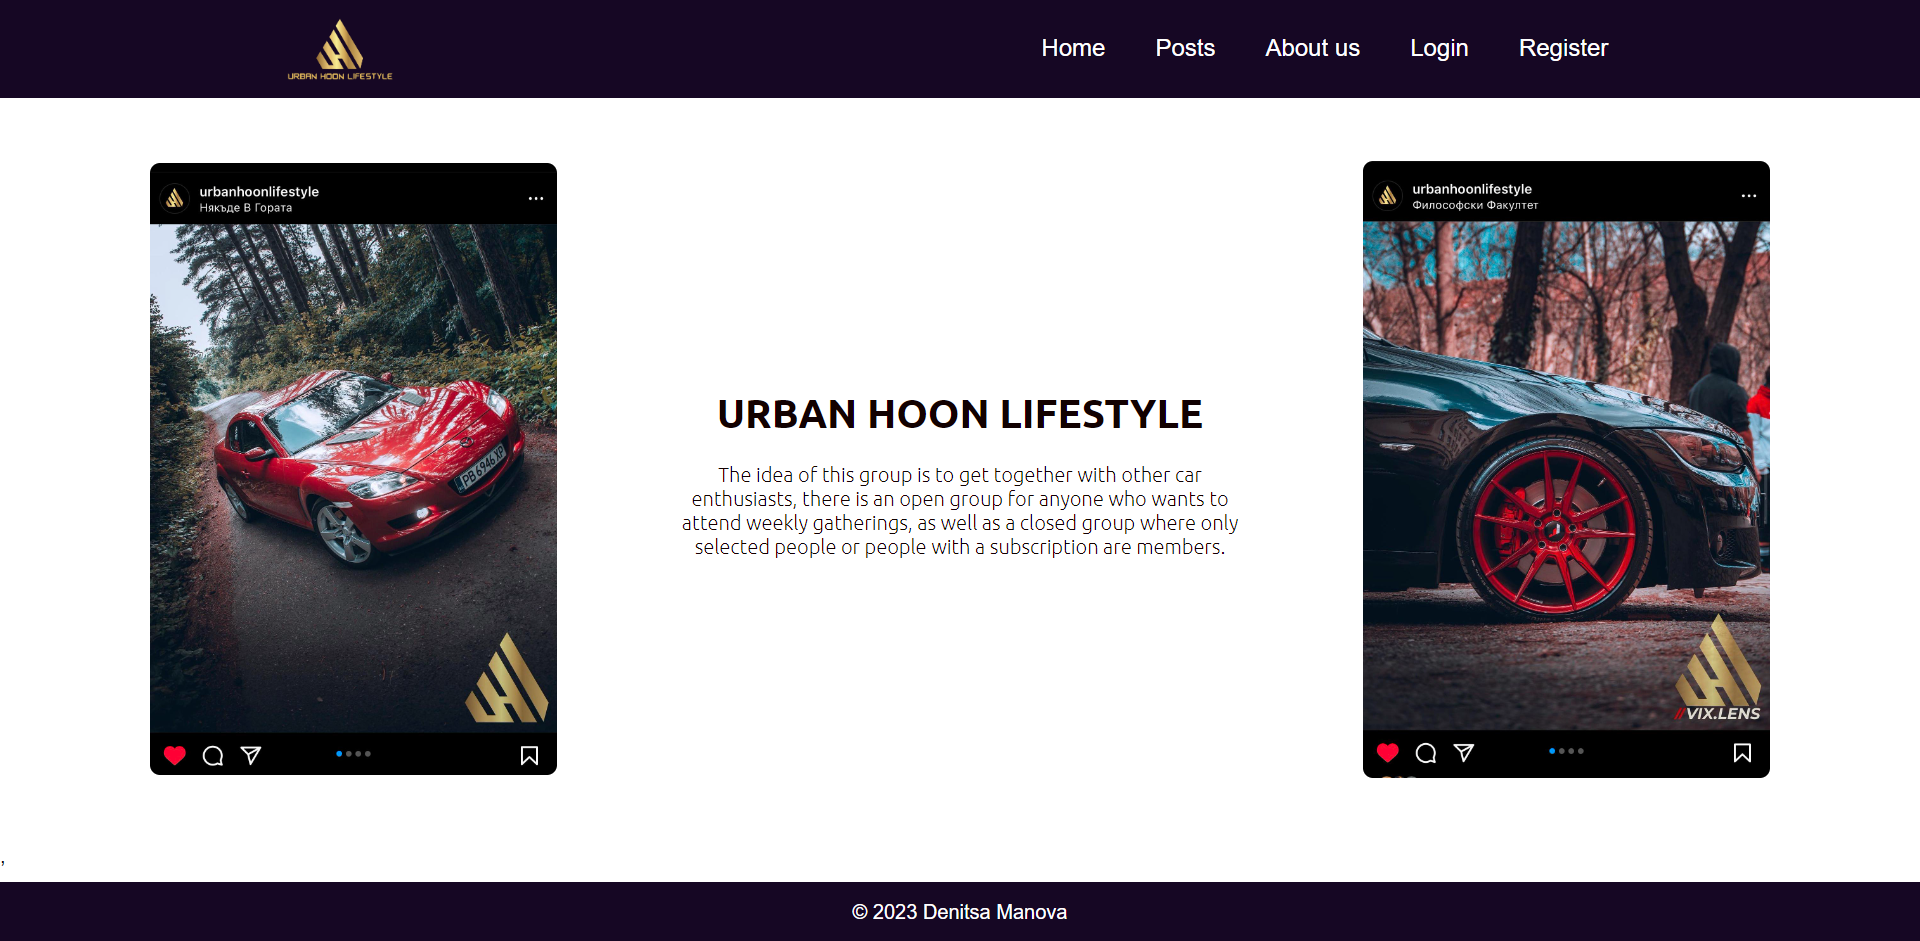 URBAN HOON LIFESTYLE
Home Posts About us Login Register
urbanhoonlifestyle
Някъде В Гората
PB 6946 XP
urbanhoonlifestyle
Философски Факултет
//VIX.LENS
URBAN HOON LIFESTYLE
The idea of this group is to get together with other car
enthusiasts, there is an open group for anyone who wants to
attend weekly gatherings, as well as a closed group where only
selected people or people with a subscription are members.
,
© 2023 Denitsa Manova